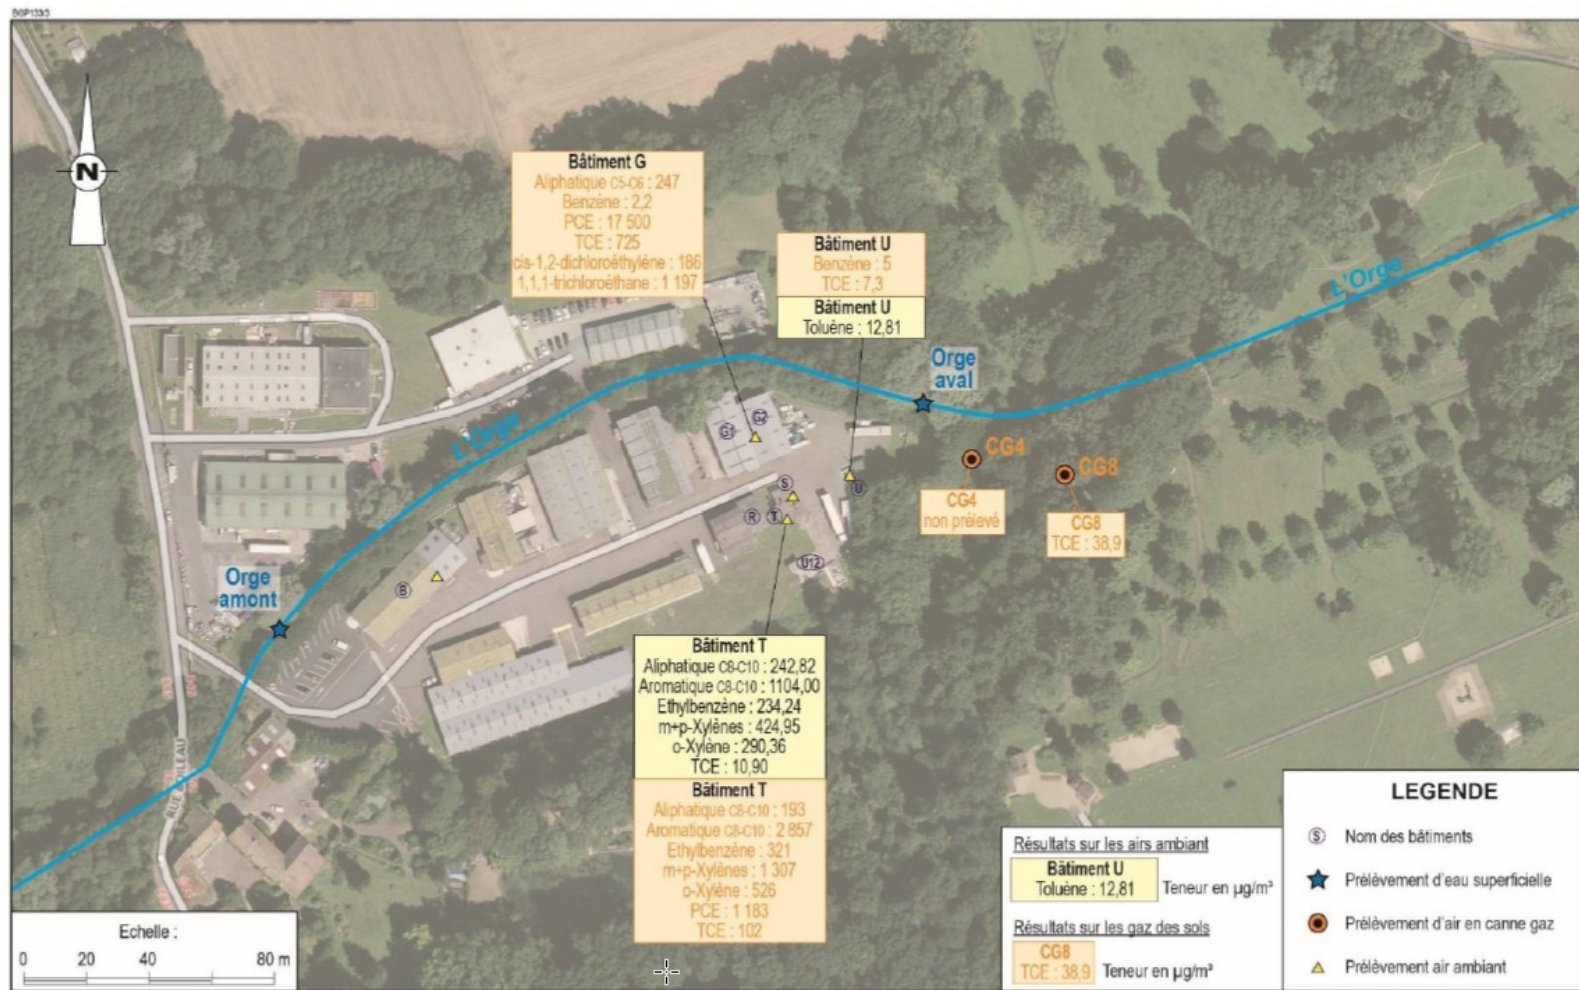 BGP133/3
N
Bâtiment G
Aliphatique C5-C6 : 247
Benzène : 2,2
PCE : 17 500
TCE : 725
cis-1,2-dichloroéthylène : 186
1,1,1-trichloroéthane : 1 197
Bâtiment U
Benzène : 5
TCE : 7,3
Bâtiment U
Toluène : 12,81
L'Orge
Orge
aval
L'Orge
G1
G2
CG4
CG8
S
U
CG4
non prélevé
CG8
TCE : 38,9
R
T
U12
Orge
amont
B
RUE BOILEAU
Bâtiment T
Aliphatique C8-C10 : 242,82
Aromatique C8-C10 : 1104,00
Ethylbenzène : 234,24
m+p-Xylènes : 424,95
o-Xylène : 290,36
TCE : 10,90
Bâtiment T
Aliphatique C8-C10 : 193
Aromatique C8-C10 : 2 857
Ethylbenzène : 321
m+p-Xylènes : 1 307
o-Xylène : 526
PCE : 1 183
TCE : 102
Echelle :
0 20 40 80 m
Résultats sur les airs ambiant
Bâtiment U
Toluène : 12,81
Teneur en µg/m³
Résultats sur les gaz des sols
CG8
TCE : 38,9
Teneur en µg/m³
LEGENDE
S Nom des bâtiments
Prélèvement d'eau superficielle
Prélèvement d'air en canne gaz
Prélèvement air ambiant